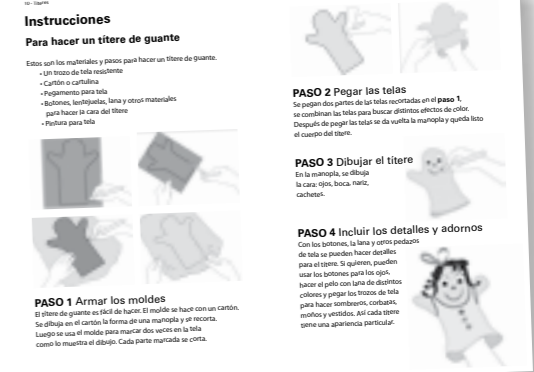 10 - Títeres
Instrucciones
Para hacer un títere de guante
Estos son los materiales y pasos para hacer un títere de guante.
• Un trozo de tela resistente
• Cartón o cartulina
• Pegamento para tela
• Botones, lentejuelas, lana y otros materiales
para hacer la cara del títere
• Pintura para tela
PASO 1 Armar los moldes
El títere de guante es fácil de hacer. El molde se hace con un cartón.
Se dibuja en el cartón la forma de una manopla y se recorta.
Luego se usa el molde para marcar dos veces en la tela
como lo muestra el dibujo. Cada parte marcada se corta.
PASO 2 Pegar las telas
Se pegan dos partes de las telas recortadas en el paso 1,
se combinan las telas para buscar distintos efectos de color.
Después de pegar las telas se da vuelta la manopla y queda listo
el cuerpo del títere.
PASO 3 Dibujar el títere
En la manopla, se dibuja
la cara: ojos, boca, nariz,
cachetes.
PASO 4 Incluir los detalles y adornos
Con los botones, la lana y otros pedazos
de tela se pueden hacer detalles
para el títere. Si quieren, pueden
usar los botones para los ojos,
hacer el pelo con lana de distintos
colores y pegar los trozos de tela
para hacer sombreros, corbatas,
moños y vestidos. Así cada títere
tiene una apariencia particular.